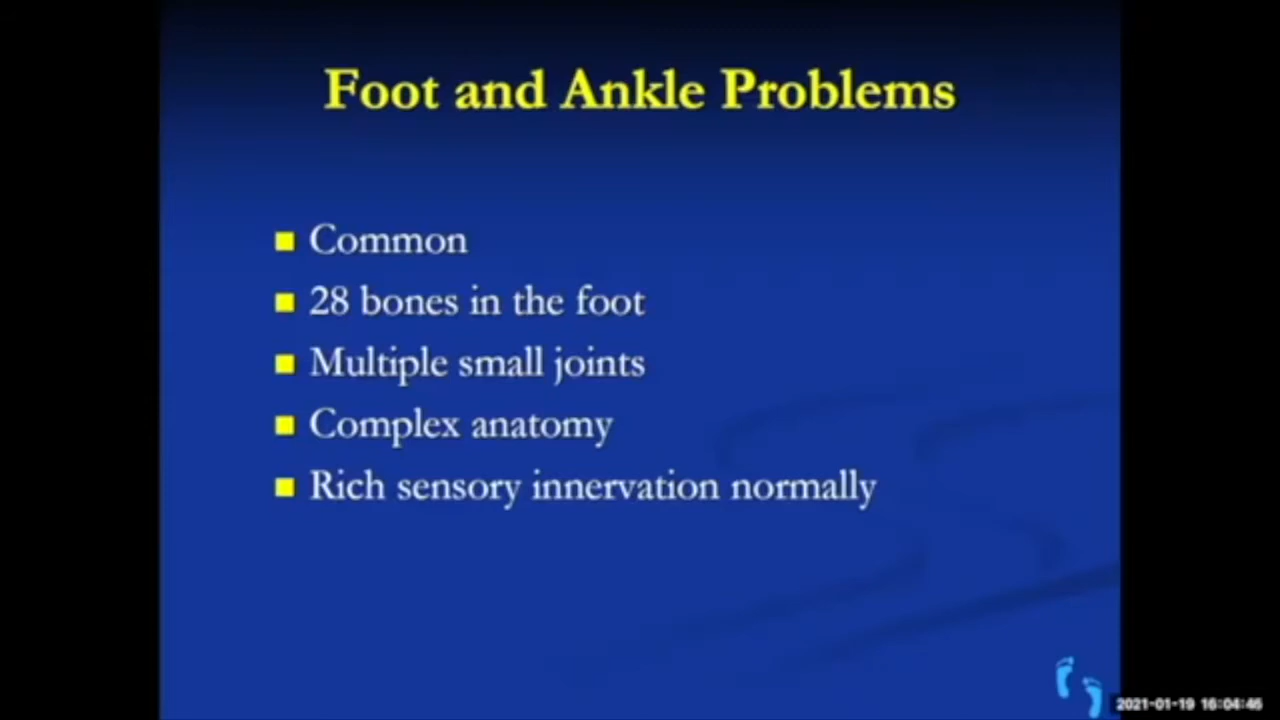 Foot and Ankle Problems
Common
28 bones in the foot
Multiple small joints
Complex anatomy
Rich sensory innervation normally
2021-01-19 16:04:46